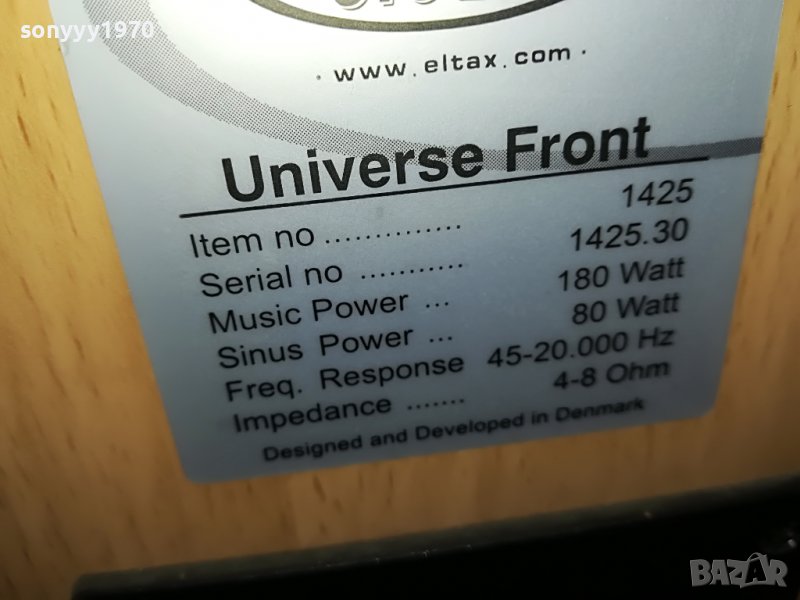 sonyyy1970
· www.eltax.com ·
Universe Front
Item no .............. 1425
Serial no ........... 1425.30
Music Power ... 180 Watt
Sinus Power ... 80 Watt
Freq. Response 45-20.000 Hz
Impedance ....... 4-8 Ohm
Designed and Developed in Denmark
BAZAR